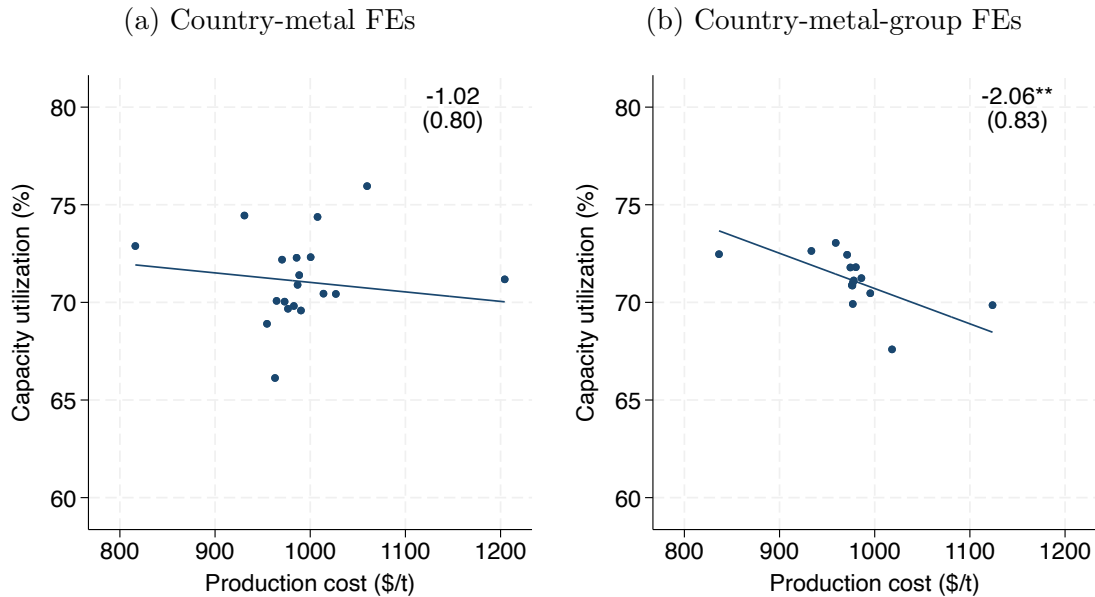 (a) Country-metal FEs
-1.02
(0.80)
80
75
70
65
60
Capacity utilization (%)
800 900 1000 1100 1200
Production cost ($/t)
(b) Country-metal-group FEs
-2.06**
(0.83)
80
75
70
65
60
Capacity utilization (%)
800 900 1000 1100 1200
Production cost ($/t)